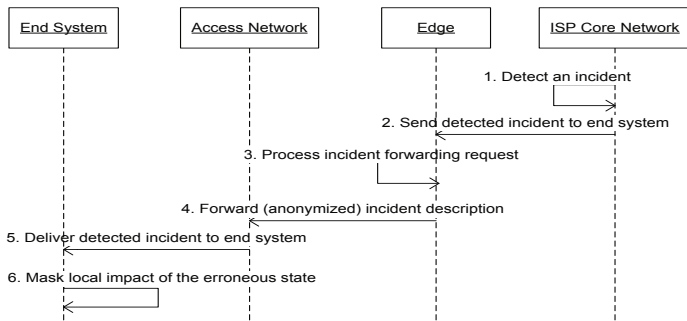 End System
Access Network
Edge
ISP Core Network
1. Detect an incident
2. Send detected incident to end system
3. Process incident forwarding request
4. Forward (anonymized) incident description
5. Deliver detected incident to end system
6. Mask local impact of the erroneous state